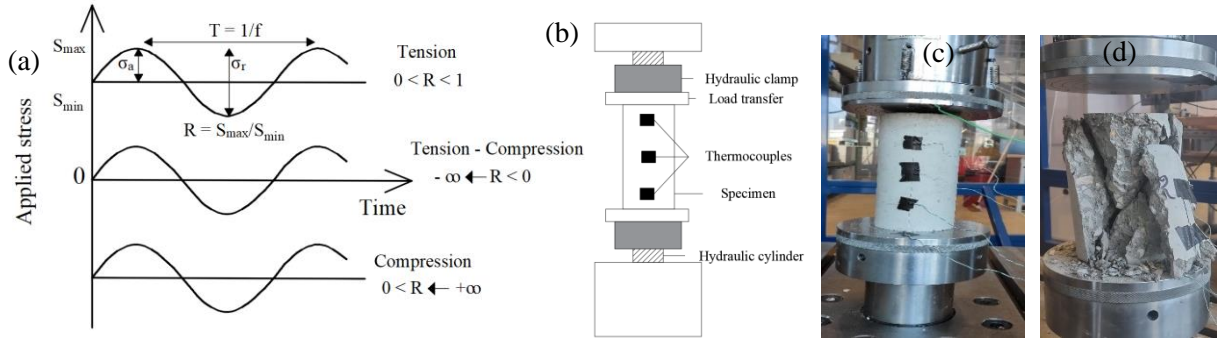 (a)
Applied stress
Smax
Smin
0
T = 1/f
σa
σr
R = Smax/Smin
Tension
0 < R < 1
Tension - Compression
- ∞ ← R < 0
Time
Compression
0 < R ← +∞
(b)
Hydraulic clamp
Load transfer
Thermocouples
Specimen
Hydraulic cylinder
(c)
(d)